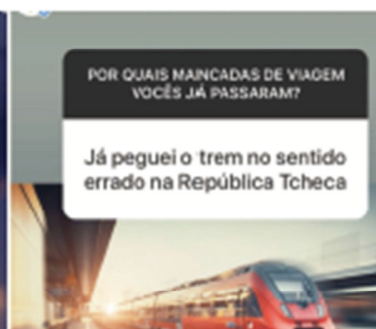 POR QUAIS MANCADAS DE VIAGEM
VOCÊS JÁ PASSARAM?
Já peguei o trem no sentido
errado na República Tcheca